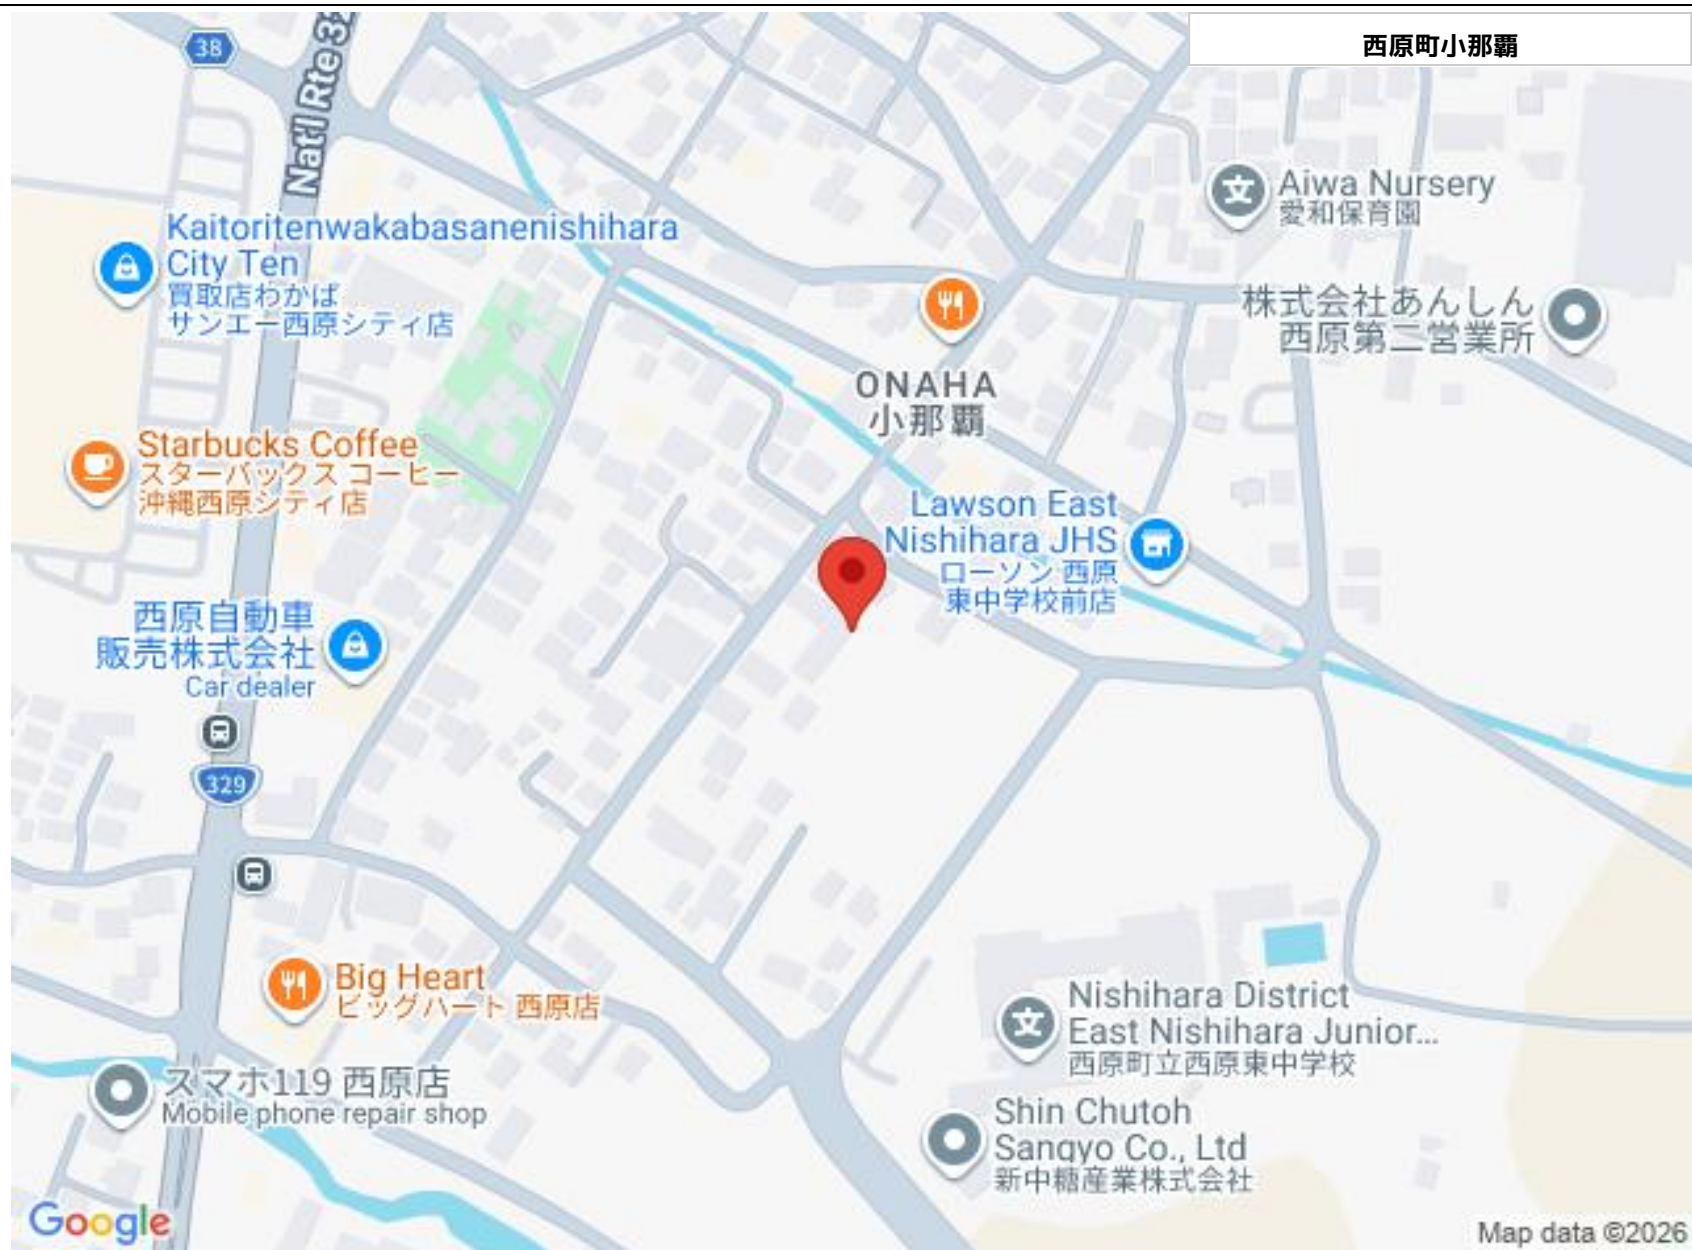 西原町小那覇
38
Nat'l Rte 32
Aiwa Nursery
愛和保育園
Kaitoritenwakabasanenishihara
City Ten
買取店わかば
サンエー西原シティ店
株式会社あんしん
西原第二営業所
ONAHA
小那覇
Starbucks Coffee
スターバックス コーヒー
沖縄西原シティ店
Lawson East
Nishihara JHS
ローソン 西原
東中学校前店
西原自動車
販売株式会社
Car dealer
329
Big Heart
ビッグハート 西原店
Nishihara District
East Nishihara Junior...
西原町立西原東中学校
スマホ119 西原店
Mobile phone repair shop
Shin Chutoh
Sangyo Co., Ltd
新中糖産業株式会社
Google
Map data ©2026